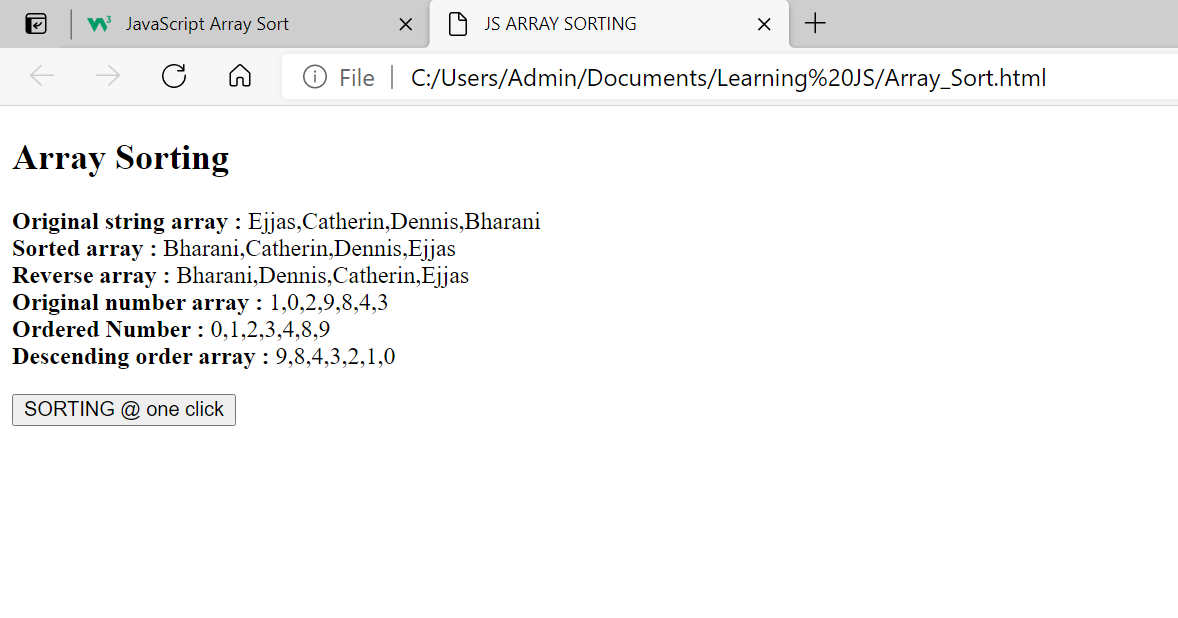 JavaScript Array Sort
JS ARRAY SORTING
File | C:/Users/Admin/Documents/Learning%20JS/Array_Sort.html
Array Sorting
Original string array : Ejjas,Catherin,Dennis,Bharani
Sorted array : Bharani,Catherin,Dennis,Ejjas
Reverse array : Bharani,Dennis,Catherin,Ejjas
Original number array : 1,0,2,9,8,4,3
Ordered Number : 0,1,2,3,4,8,9
Descending order array : 9,8,4,3,2,1,0
SORTING @ one click